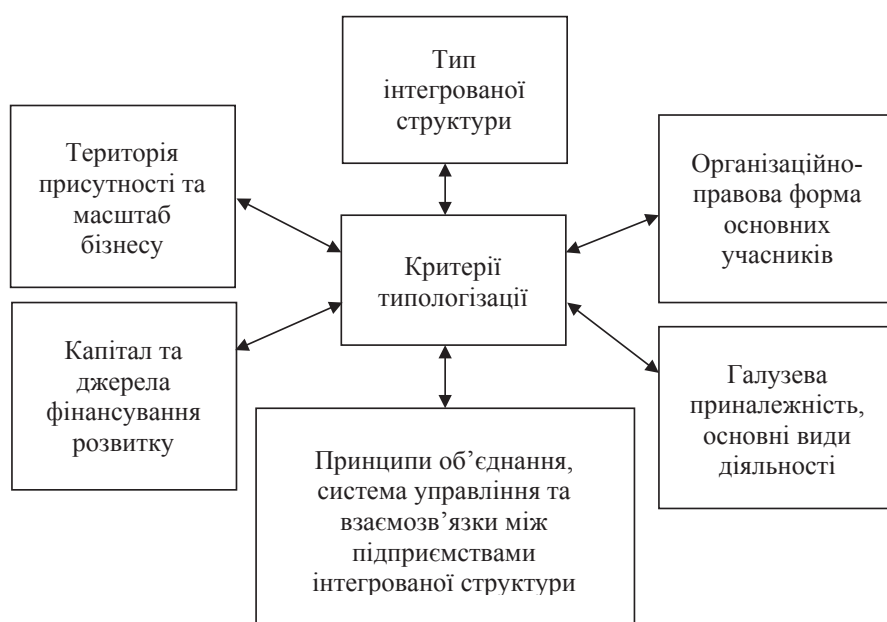 Тип
інтегрованої
структури
Територія
присутності та
масштаб
бізнесу
Організаційно-
правова форма
основних
учасників
Критерії
типологізації
Капітал та
джерела
фінансування
розвитку
Галузева
приналежність,
основні види
діяльності
Принципи об’єднання,
система управління та
взаємозв’язки між
підприємствами
інтегрованої структури